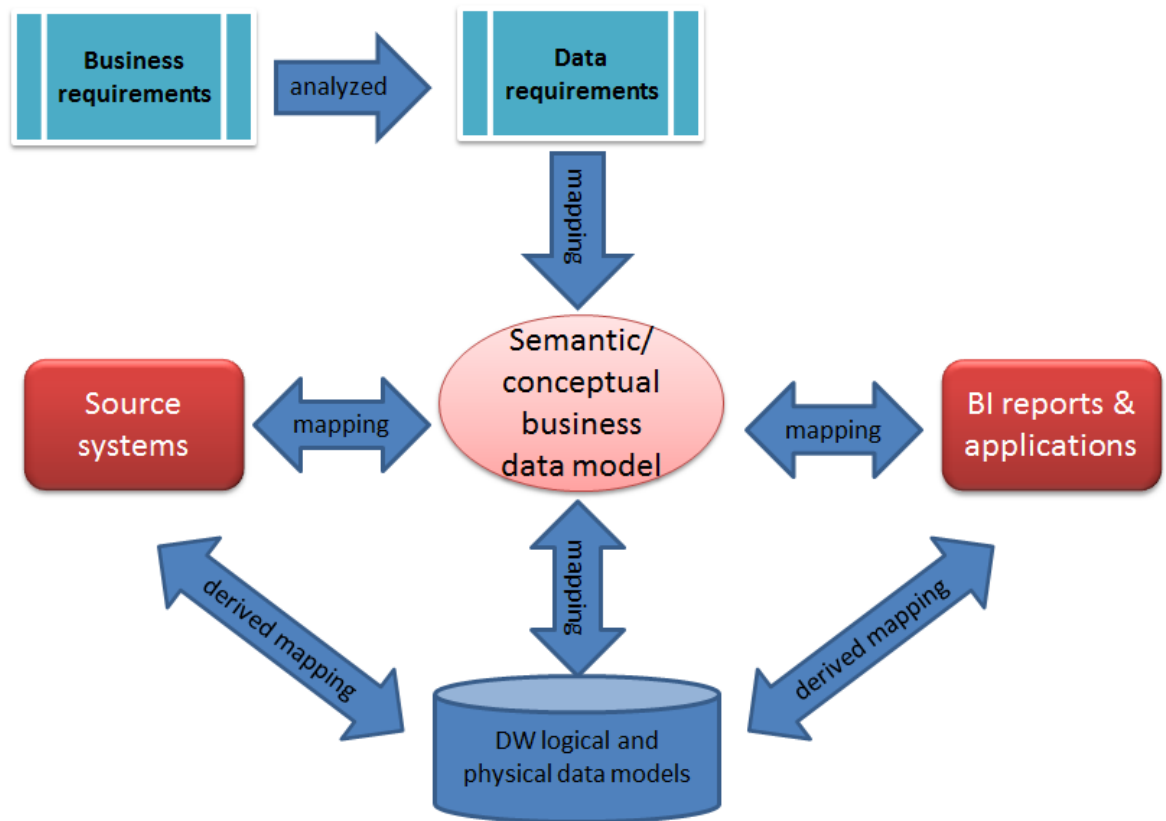 Business
requirements
analyzed
Data
requirements
mapping
Semantic/
conceptual
business
data model
Source
systems
mapping
mapping
BI reports &
applications
mapping
derived mapping
derived mapping
DW logical and
physical data models